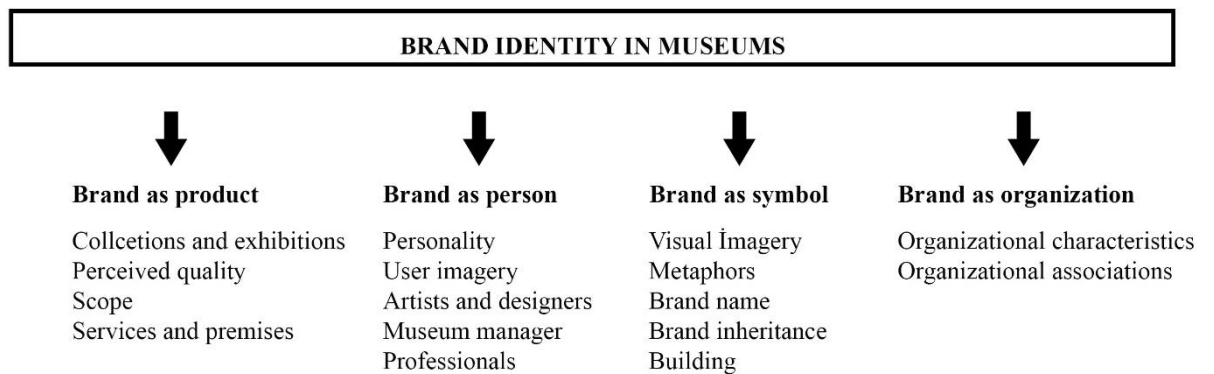 BRAND IDENTITY IN MUSEUMS
Brand as product
Collcetions and exhibitions
Perceived quality
Scope
Services and premises
Brand as person
Personality
User imagery
Artists and designers
Museum manager
Professionals
Brand as symbol
Visual İmagery
Metaphors
Brand name
Brand inheritance
Building
Brand as organization
Organizational characteristics
Organizational associations